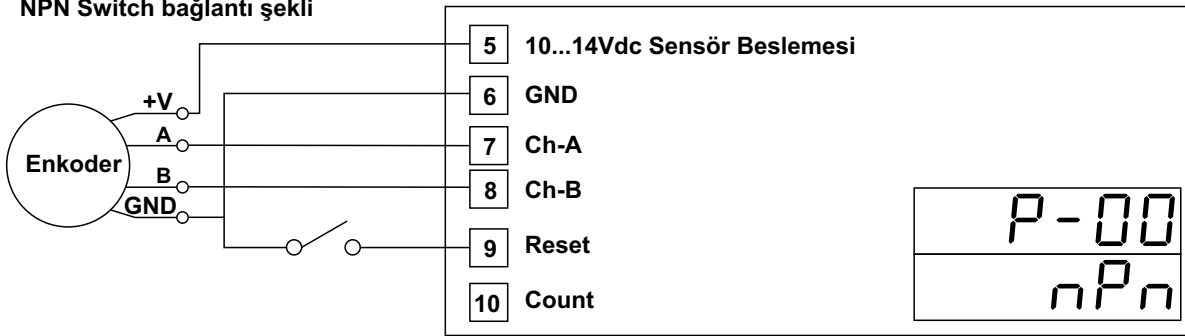 NPN Switch bağlantı şekli
5 10...14Vdc Sensör Beslemesi
+V
6 GND
A
7 Ch-A
Enkoder
B
8 Ch-B
GND
9 Reset
10 Count
P-00
nPn